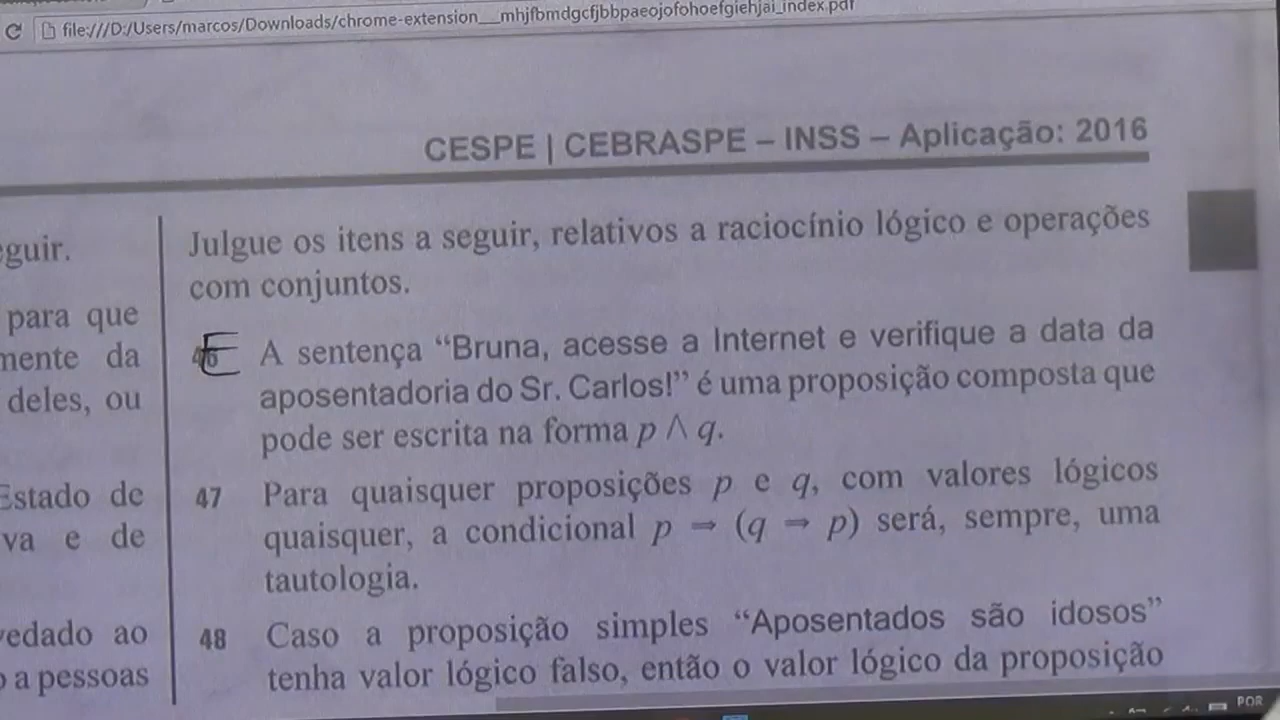 file:///D:/Users/marcos/Downloads/chrome-extension__mhjfbmdgcfjbbpaeojofohoefgiehjai_index.pdf
CESPE | CEBRASPE – INSS – Aplicação: 2016
eguir.
para que
mente da
deles, ou
Estado de
va e de
vedado ao
o a pessoas
Julgue os itens a seguir, relativos a raciocínio lógico e operações
com conjuntos.
46 E A sentença “Bruna, acesse a Internet e verifique a data da
aposentadoria do Sr. Carlos!” é uma proposição composta que
pode ser escrita na forma p ∧ q.
47 Para quaisquer proposições p e q, com valores lógicos
quaisquer, a condicional p → (q → p) será, sempre, uma
tautologia.
48 Caso a proposição simples “Aposentados são idosos”
tenha valor lógico falso, então o valor lógico da proposição
POR